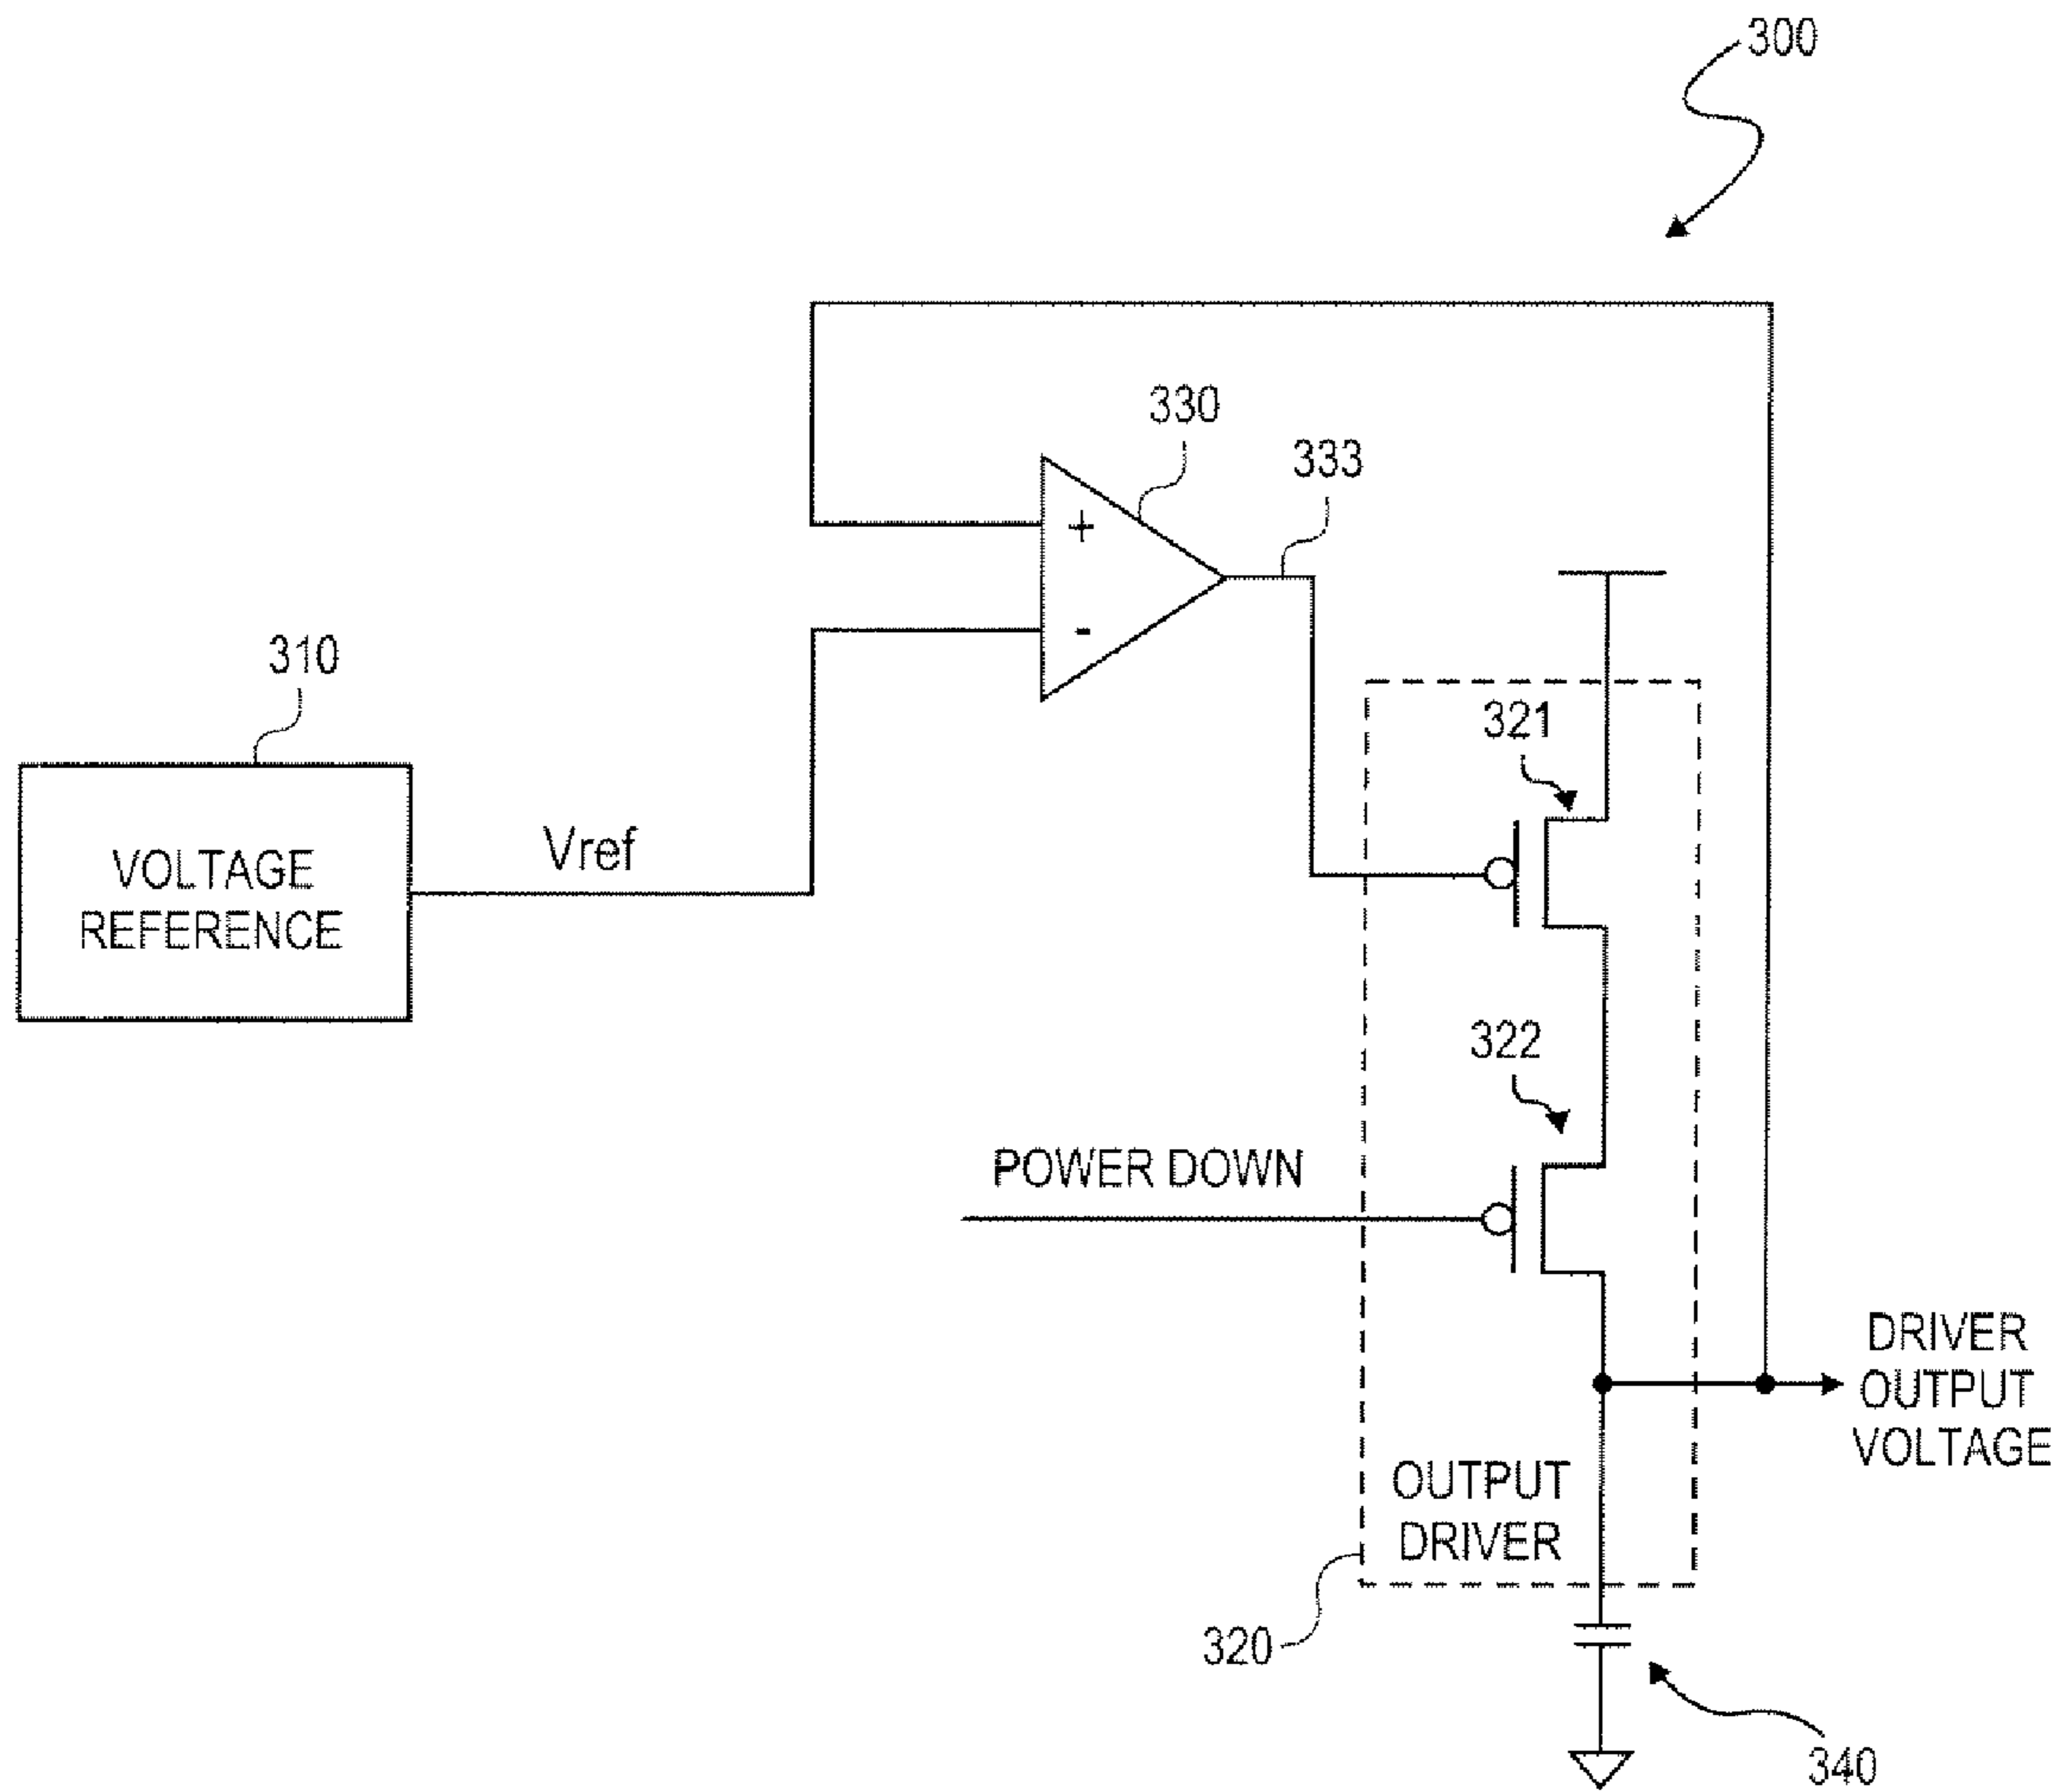 300
330
333
+
-
310
321
VOLTAGE
REFERENCE
Vref
322
POWER DOWN
DRIVER
OUTPUT
VOLTAGE
OUTPUT
DRIVER
320
340